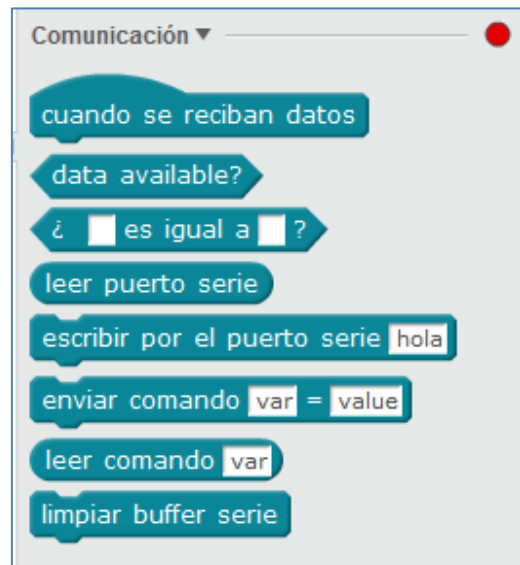 Comunicación ▼
cuando se reciban datos
data available?
¿ es igual a ?
leer puerto serie
escribir por el puerto serie hola
enviar comando var = value
leer comando var
limpiar buffer serie